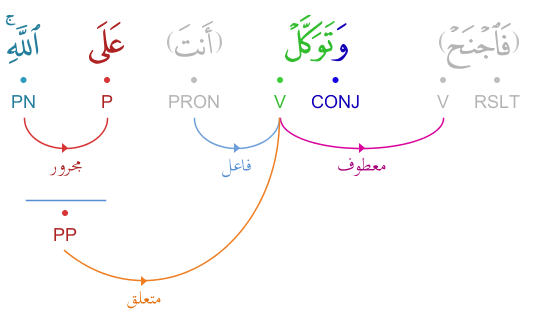 (فَٱجْنَحْ) وَتَوَكَّلْ (أَنتَ) عَلَى ٱللَّهِ ۚ
RSLT V CONJ V PRON P PN
معطوف فاعل مجرور
PP
متعلق